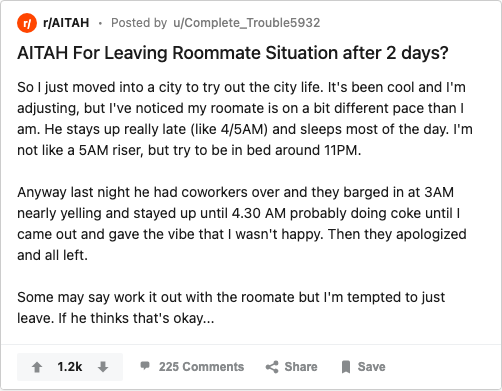 r/ r/AITAH · Posted by u/Complete_Trouble5932
AITAH For Leaving Roommate Situation after 2 days?
So I just moved into a city to try out the city life. It's been cool and I'm
adjusting, but I've noticed my roomate is on a bit different pace than I
am. He stays up really late (like 4/5AM) and sleeps most of the day. I'm
not like a 5AM riser, but try to be in bed around 11PM.
Anyway last night he had coworkers over and they barged in at 3AM
nearly yelling and stayed up until 4.30 AM probably doing coke until I
came out and gave the vibe that I wasn't happy. Then they apologized
and all left.
Some may say work it out with the roomate but I'm tempted to just
leave. If he thinks that's okay...
1.2k 225 Comments Share Save